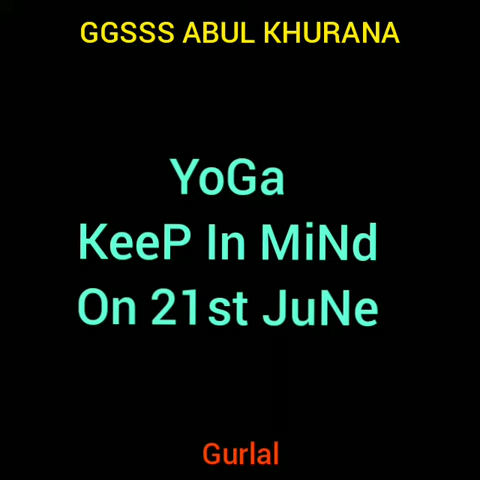 GGSSS ABUL KHURANA
YoGa
KeeP In MiNd
On 21st JuNe
Gurlal